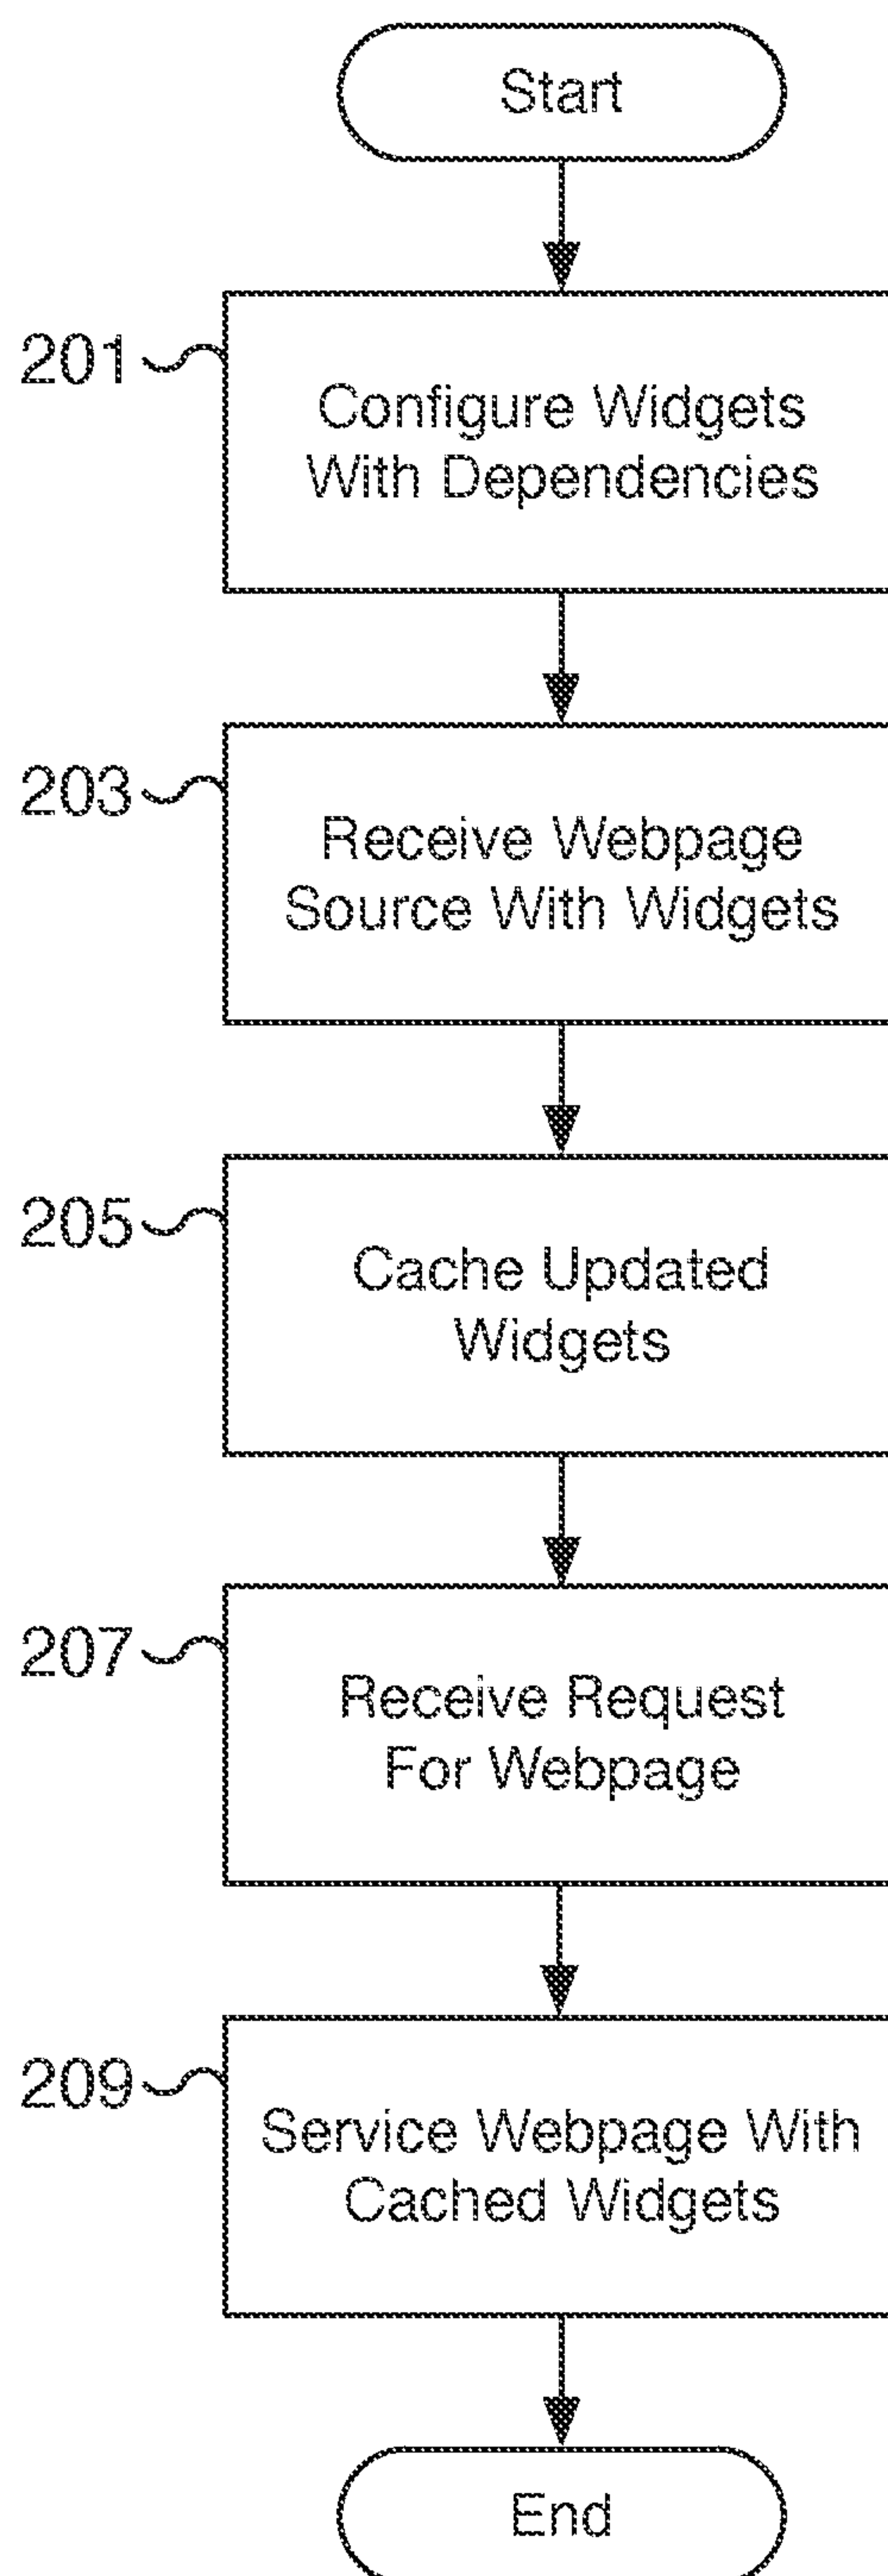 Start
201
Configure Widgets
With Dependencies
203
Receive Webpage
Source With Widgets
205
Cache Updated
Widgets
207
Receive Request
For Webpage
209
Service Webpage With
Cached Widgets
End